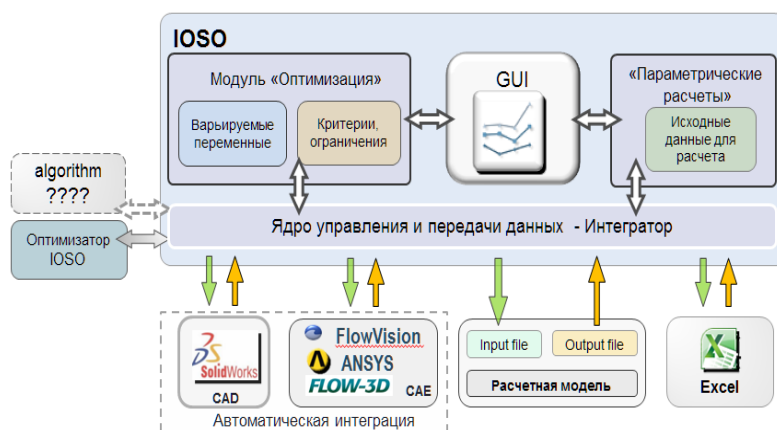 IOSO
Модуль «Оптимизация»
Варьируемые
переменные
Критерии,
ограничения
GUI
«Параметрические
расчеты»
Исходные
данные для
расчета
algorithm
????
Оптимизатор
IOSO
Ядро управления и передачи данных - Интегратор
SolidWorks
CAD
FlowVision
ANSYS
FLOW-3D
CAE
Автоматическая интеграция
Input file
Output file
Расчетная модель
Excel